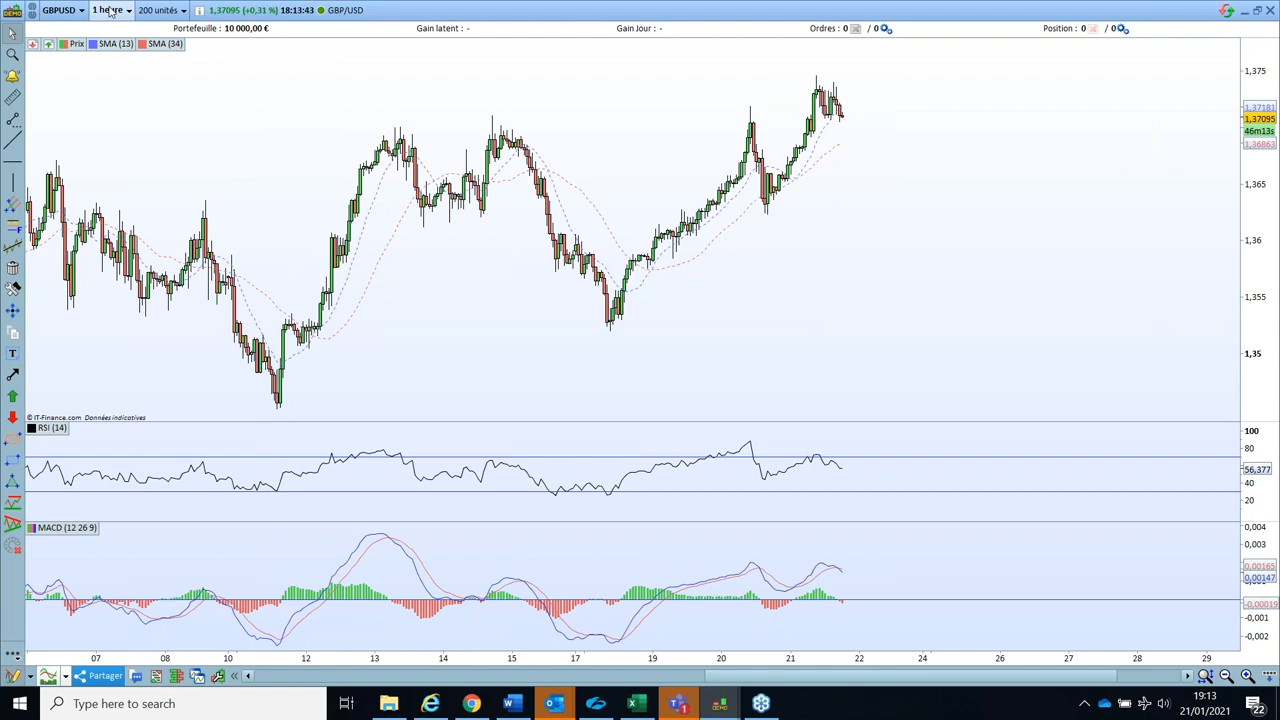 DEMO GBPUSD 1 heure 200 unités 1,37095 (+0,31 %) 18:13:43 GBP/USD
Portefeuille : 10 000,00 € Gain latent : - Gain Jour : - Ordres : 0 / 0 Position : 0 / 0
Prix SMA (13) SMA (34)
1,375
1,37181
1,37095
46m13s
1,36863
1,365
1,36
1,355
1,35
© IT-Finance.com Données indicatives
RSI (14)
100
80
56,377
40
20
MACD (12 26 9)
0,004
0,003
0,00165
0,00147
-0,00019
-0,001
-0,002
07 08 10 12 13 14 15 17 19 20 21 22 24 26 27 28 29
Partager
Type here to search
DEMO
19:13
21/01/2021
22